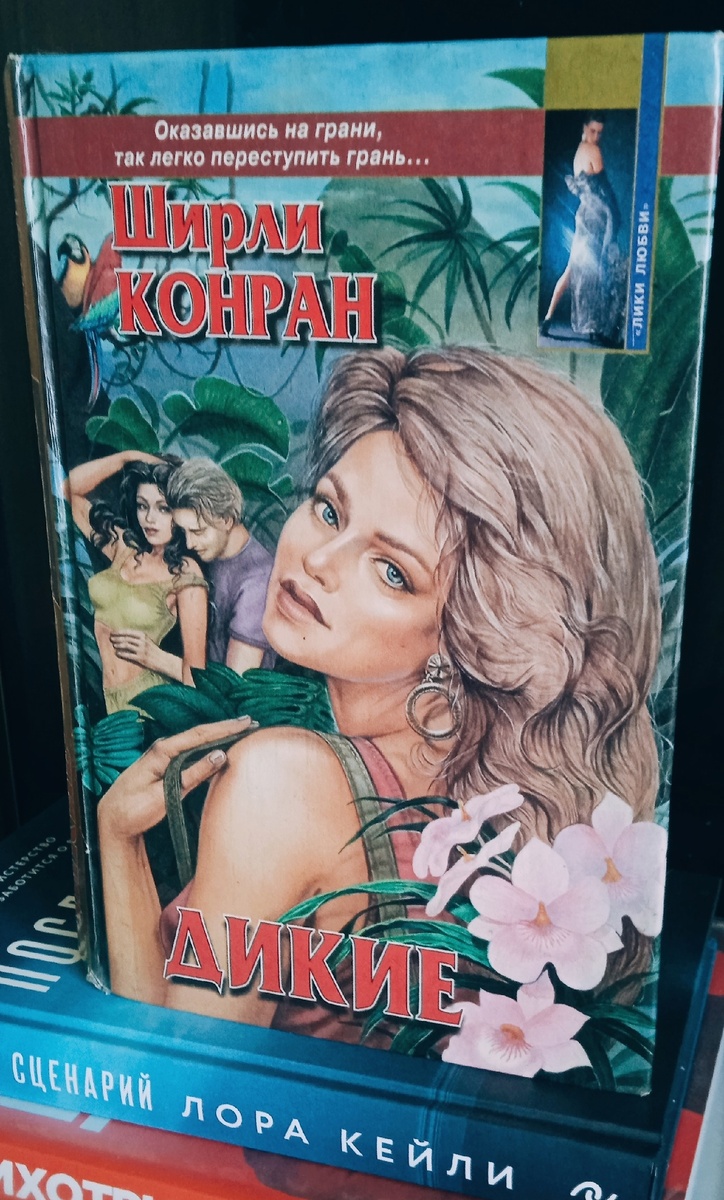 Оказавшись на грани,
так легко переступить грань...
Ширли
КОНРАН
«ЛИКИ ЛЮБВИ»
ДИКИЕ
СЦЕНАРИЙ ЛОРА КЕЙЛИ